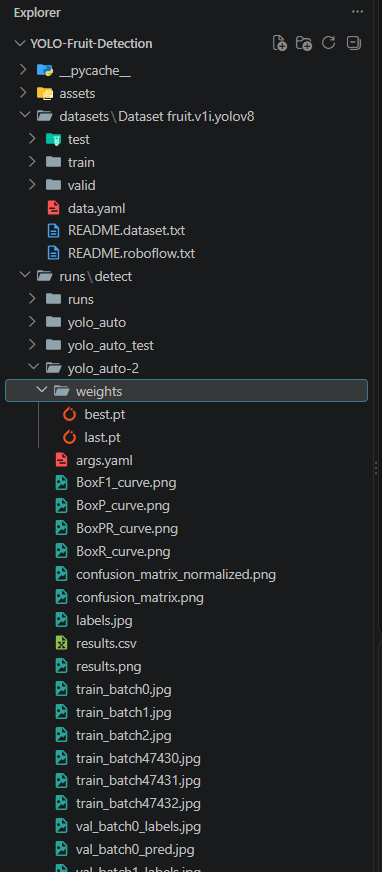 Explorer
YOLO-Fruit-Detection
__pycache__
assets
datasets\Dataset fruit.v1i.yolov8
test
train
valid
data.yaml
README.dataset.txt
README.roboflow.txt
runs\detect
runs
yolo_auto
yolo_auto_test
yolo_auto-2
weights
best.pt
last.pt
args.yaml
BoxF1_curve.png
BoxP_curve.png
BoxPR_curve.png
BoxR_curve.png
confusion_matrix_normalized.png
confusion_matrix.png
labels.jpg
results.csv
results.png
train_batch0.jpg
train_batch1.jpg
train_batch2.jpg
train_batch47430.jpg
train_batch47431.jpg
train_batch47432.jpg
val_batch0_labels.jpg
val_batch0_pred.jpg
val_batch1_labels.jpg